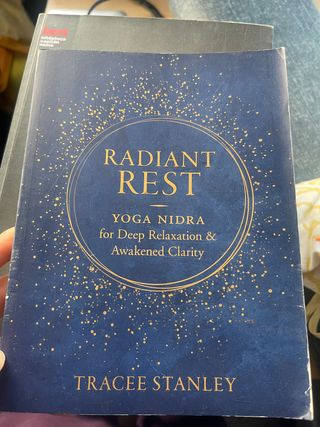 RADIANT
REST
YOGA NIDRA
for Deep Relaxation &
Awakened Clarity
TRACEE STANLEY